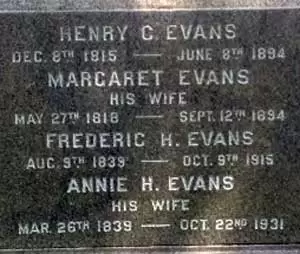 HENRY C. EVANS
DEC. 8TH 1815 — JUNE 8TH 1894
MARGARET EVANS
HIS WIFE
MAY 27TH 1818 — SEPT. 12TH 1894
FREDERIC H. EVANS
AUG. 9TH 1839 — OCT. 9TH 1915
ANNIE H. EVANS
HIS WIFE
MAR. 26TH 1839 — OCT. 22ND 1931